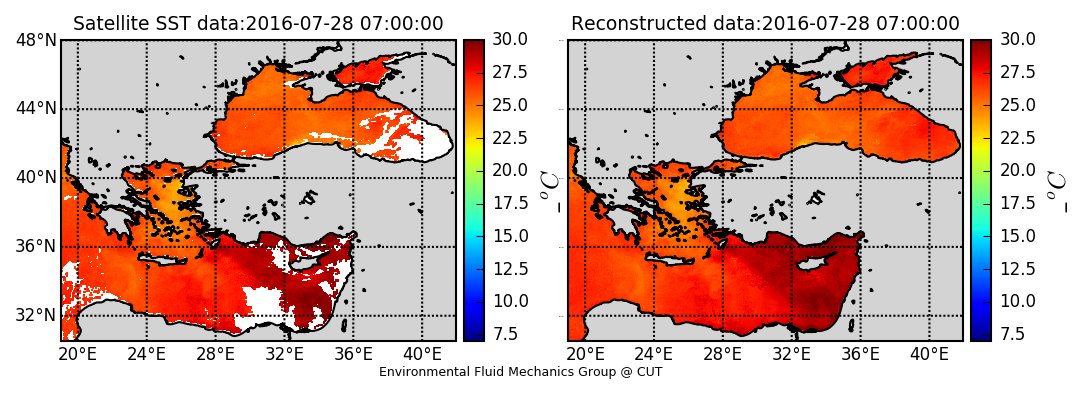 Satellite SST data:2016-07-28 07:00:00
Reconstructed data:2016-07-28 07:00:00
48°N
44°N
40°N
36°N
32°N
20°E 24°E 28°E 32°E 36°E 40°E
30.0
27.5
25.0
22.5
20.0
17.5
15.0
12.5
10.0
7.5
_ °C
20°E 24°E 28°E 32°E 36°E 40°E
30.0
27.5
25.0
22.5
20.0
17.5
15.0
12.5
10.0
7.5
_ °C
Environmental Fluid Mechanics Group @ CUT